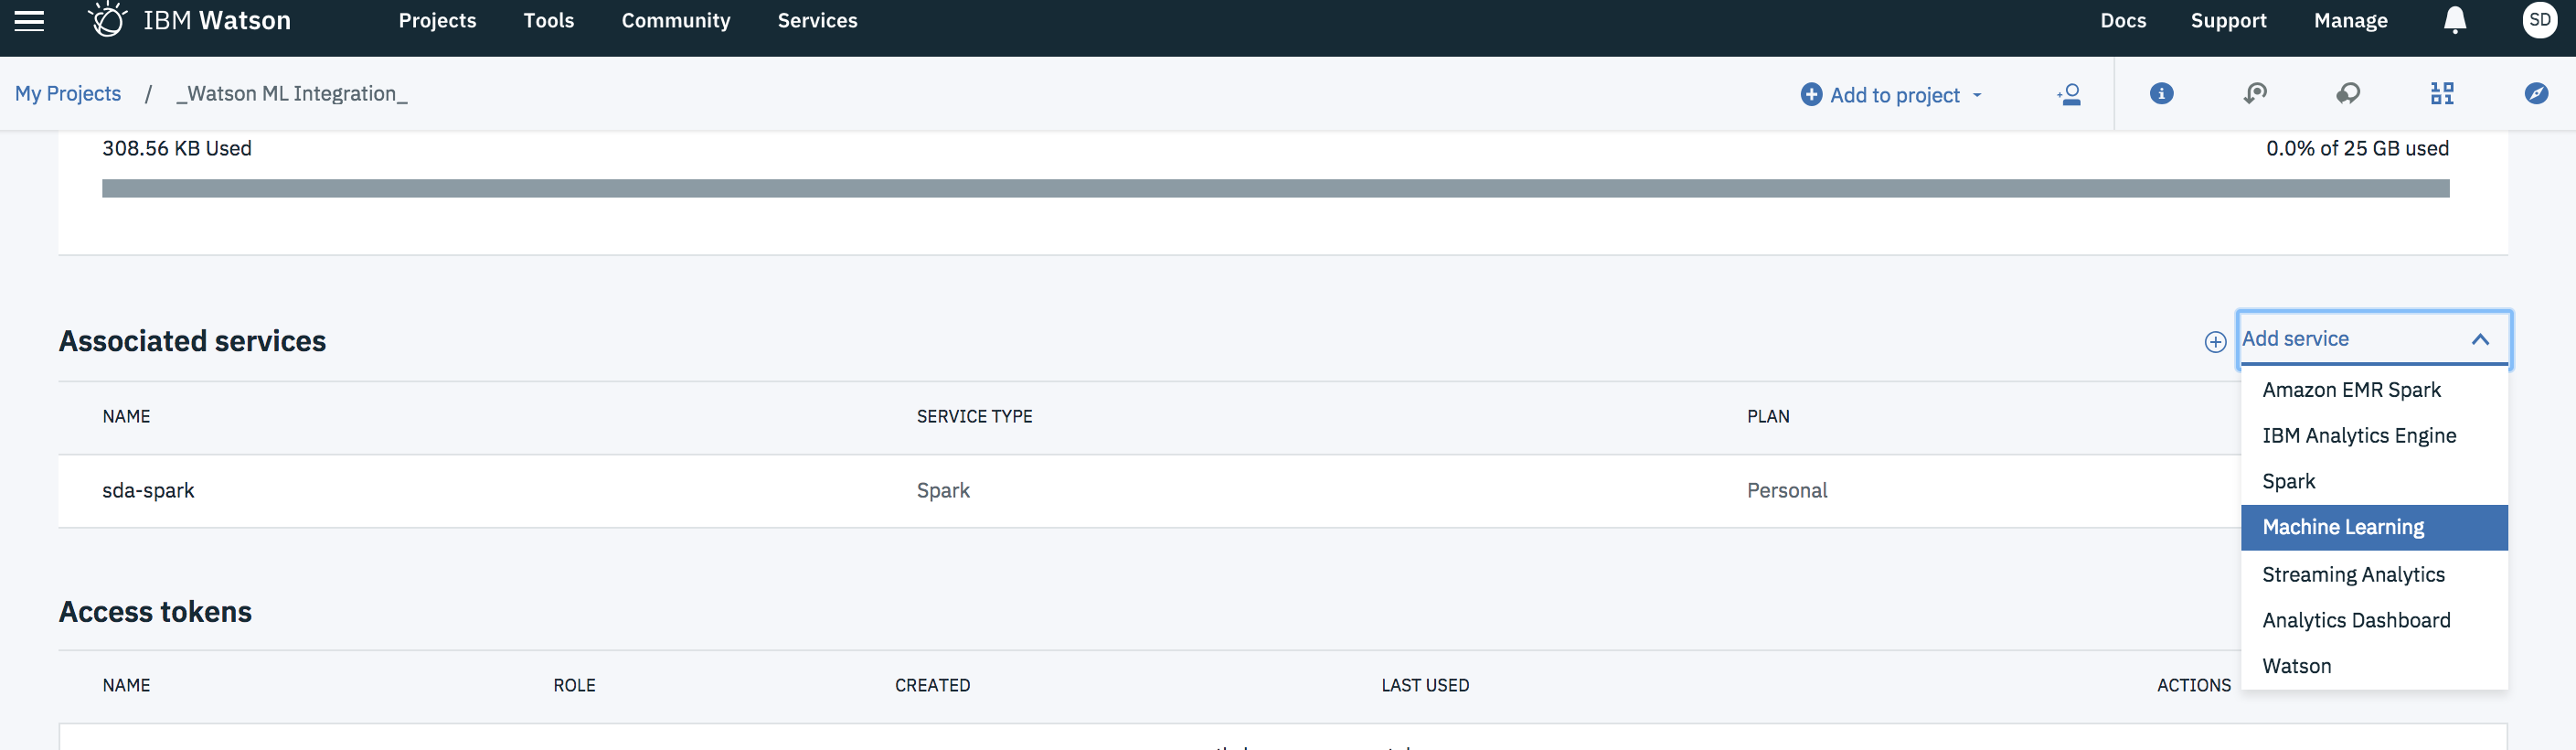 IBM Watson Projects Tools Community Services Docs Support Manage SD
My Projects / _Watson ML Integration_ Add to project
308.56 KB Used 0.0% of 25 GB used
Associated services Add service
Amazon EMR Spark
NAME SERVICE TYPE PLAN
IBM Analytics Engine
Spark
sda-spark Spark Personal
Machine Learning
Streaming Analytics
Access tokens
Analytics Dashboard
Watson
NAME ROLE CREATED LAST USED ACTIONS